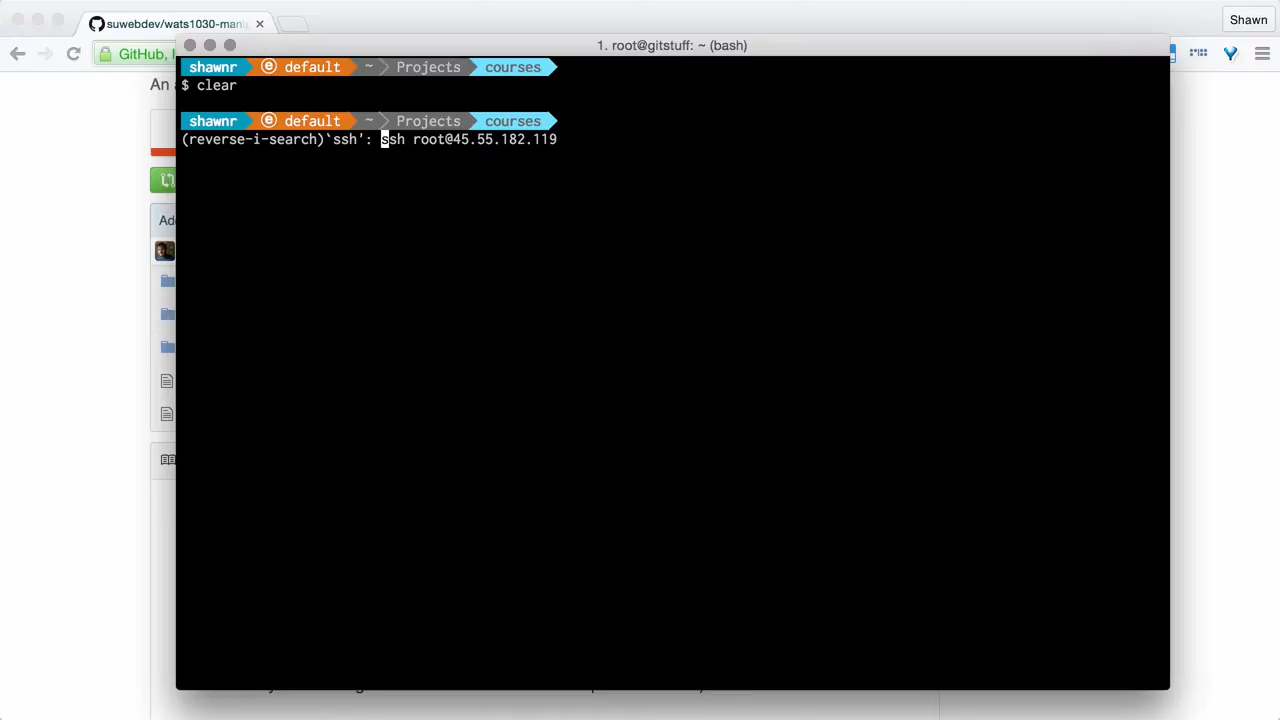 suwebdev/wats1030-mani
Shawn
GitHub, I
1. root@gitstuff: ~ (bash)
An a
shawnr ⓔ default ~ Projects courses
$ clear
shawnr ⓔ default ~ Projects courses
(reverse-i-search)`ssh': ssh root@45.55.182.119
Ad